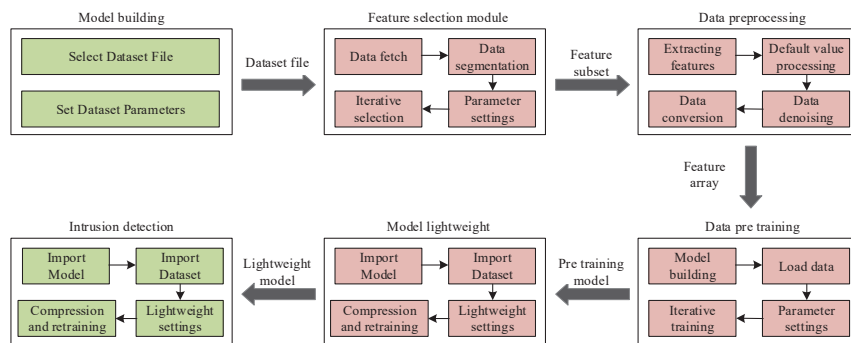 Model building
Select Dataset File
Set Dataset Parameters
Dataset file
Feature selection module
Data fetch
Data
segmentation
Iterative
selection
Parameter
settings
Feature
subset
Data preprocessing
Extracting
features
Default value
processing
Data
conversion
Data
denoising
Feature
array
Data pre training
Model
building
Load data
Iterative
training
Parameter
settings
Pre training
model
Model lightweight
Import
Model
Import
Dataset
Compression
and retraining
Lightweight
settings
Lightweight
model
Intrusion detection
Import
Model
Import
Dataset
Compression
and retraining
Lightweight
settings